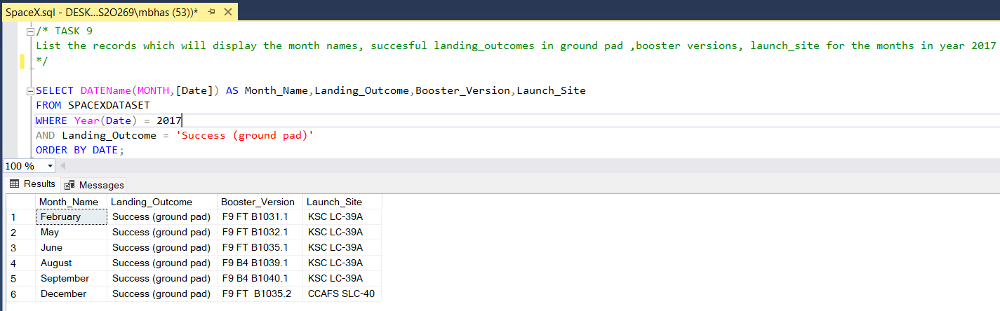 SpaceX.sql - DESK...S2O269\mbhas (53))*
/* TASK 9
List the records which will display the month names, succesful landing_outcomes in ground pad ,booster versions, launch_site for the months in year 2017
*/
SELECT DATEName(MONTH,[Date]) AS Month_Name,Landing_Outcome,Booster_Version,Launch_Site
FROM SPACEXDATASET
WHERE Year(Date) = 2017
AND Landing_Outcome = 'Success (ground pad)'
ORDER BY DATE;
100 %
Results Messages
Month_Name Landing_Outcome Booster_Version Launch_Site
1 February Success (ground pad) F9 FT B1031.1 KSC LC-39A
2 May Success (ground pad) F9 FT B1032.1 KSC LC-39A
3 June Success (ground pad) F9 FT B1035.1 KSC LC-39A
4 August Success (ground pad) F9 B4 B1039.1 KSC LC-39A
5 September Success (ground pad) F9 B4 B1040.1 KSC LC-39A
6 December Success (ground pad) F9 FT  B1035.2 CCAFS SLC-40